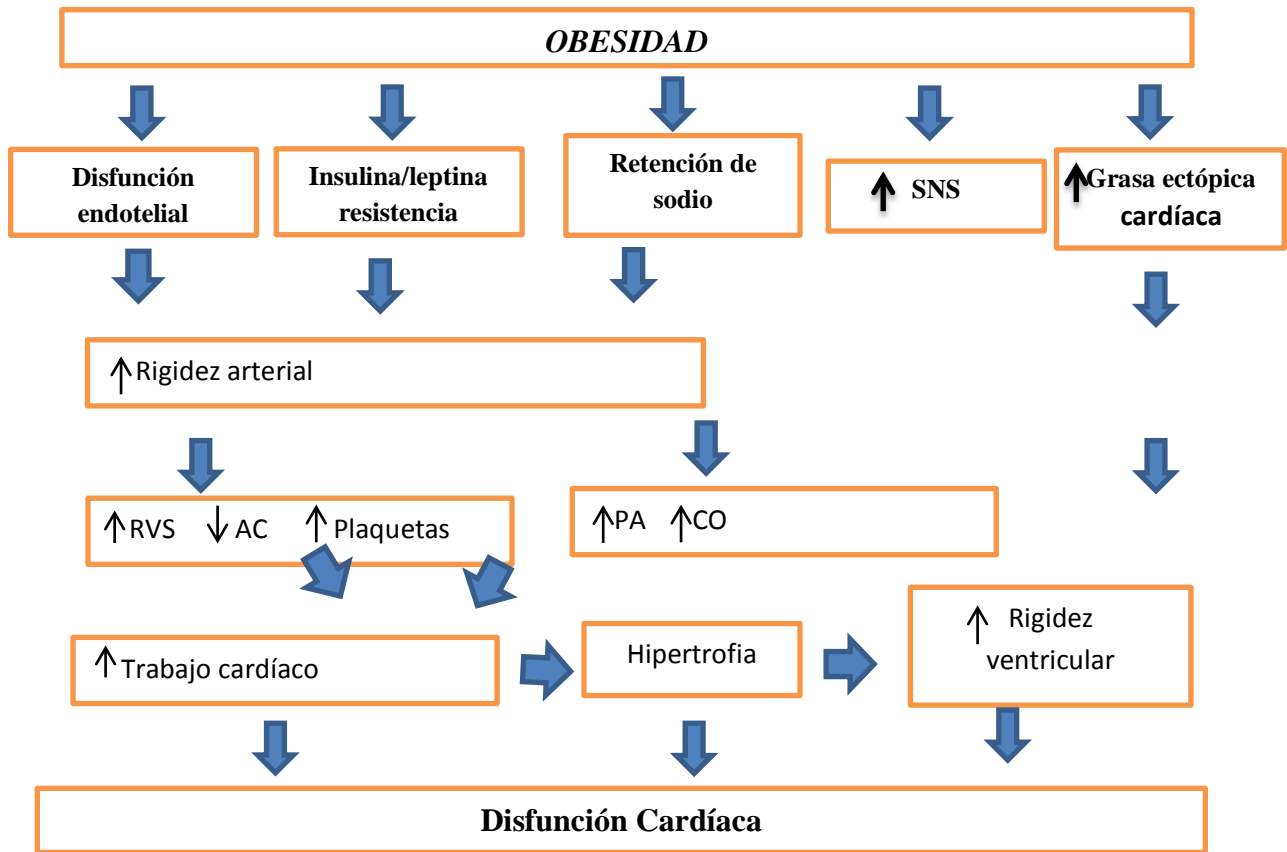 OBESIDAD
Disfunción
endotelial
Insulina/leptina
resistencia
Retención de
sodio
↑ SNS
↑Grasa ectópica
cardíaca
↑Rigidez arterial
↑RVS ↓AC ↑Plaquetas
↑PA ↑CO
↑Trabajo cardíaco
Hipertrofia
↑ Rigidez
ventricular
Disfunción Cardíaca